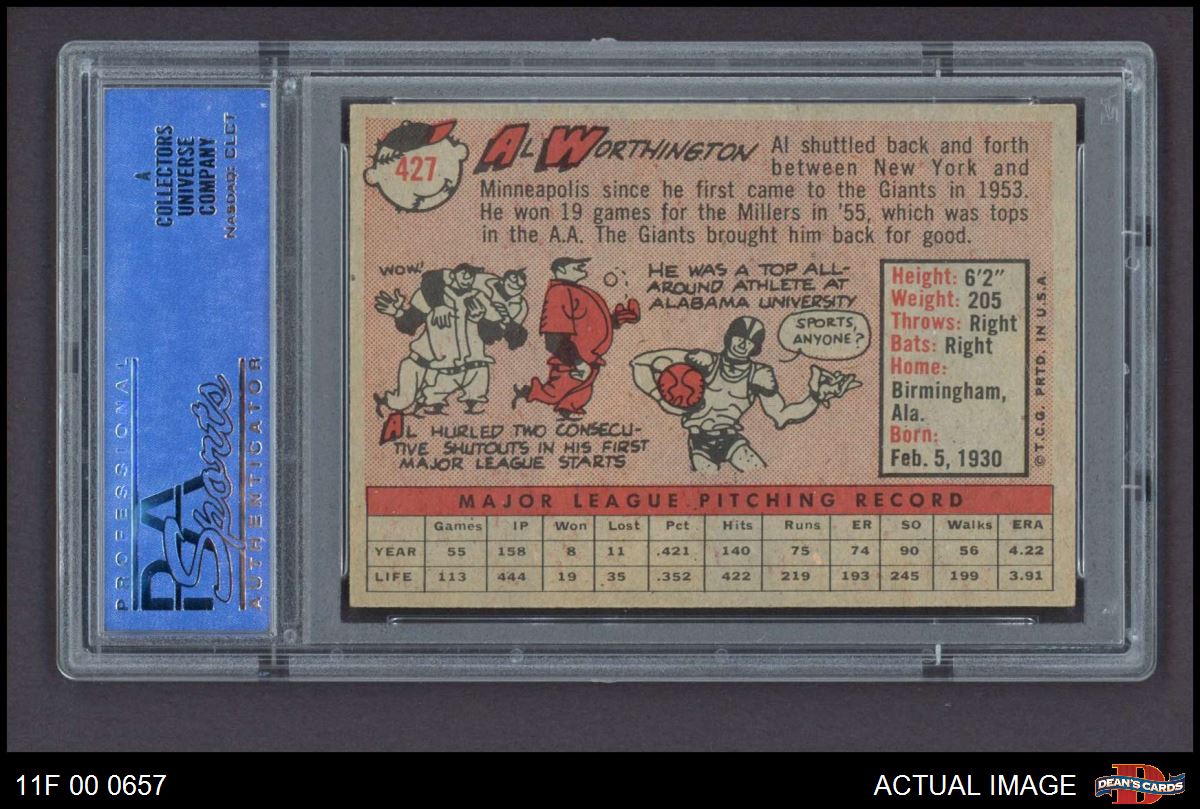 A
COLLECTORS
UNIVERSE
COMPANY
NASDAQ: CLCT
PROFESSIONAL
PSA
Sports
AUTHENTICATOR
427
AL WORTHINGTON
Al shuttled back and forth
between New York and
Minneapolis since he first came to the Giants in 1953.
He won 19 games for the Millers in '55, which was tops
in the A.A. The Giants brought him back for good.
WOW!
HE WAS A TOP ALL-
AROUND ATHLETE AT
ALABAMA UNIVERSITY
SPORTS,
ANYONE?
AL HURLED TWO CONSECU-
TIVE SHUTOUTS IN HIS FIRST
MAJOR LEAGUE STARTS
Height: 6'2"
Weight: 205
Throws: Right
Bats: Right
Home:
Birmingham,
Ala.
Born:
Feb. 5, 1930
© T.C.G. PRTD. IN U.S.A.
MAJOR LEAGUE PITCHING RECORD
Games IP Won Lost Pct. Hits Runs ER SO Walks ERA
YEAR 55 158 8 11 .421 140 75 74 90 56 4.22
LIFE 113 444 19 35 .352 422 219 193 245 199 3.91
11F 00 0657
ACTUAL IMAGE
D
DEAN'S CARDS